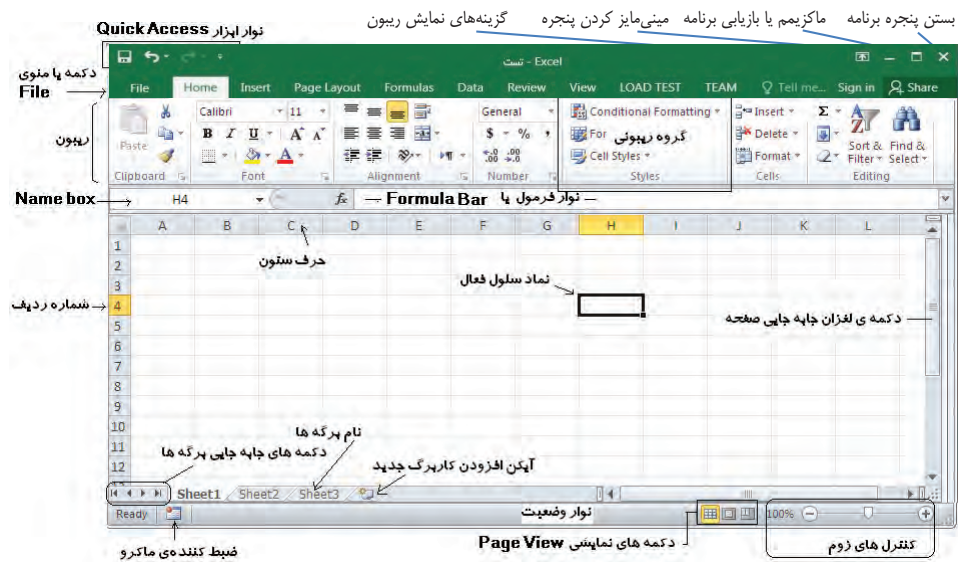 بستن پنجره برنامه
ماکزیمم یا بازیابی برنامه
مینی‌مایز کردن پنجره
گزینه‌های نمایش ریبون
نوار ابزار Quick Access
تست - Excel
دکمه یا منوی
File
File Home Insert Page Layout Formulas Data Review View LOAD TEST TEAM Tell me... Sign in Share
ریبون
Paste
Calibri 11
B I U A A
General
$ % ,
.00 .0
Conditional Formatting
For
گروه ریبونی
Cell Styles
Insert
Delete
Format
Σ
Sort & Filter
Find & Select
Clipboard Font Alignment Number Styles Cells Editing
Name box
H4
fx
نوار فرمول یا Formula Bar
A B C D E F G H I J K L
1
2
3
4
5
6
7
8
9
10
11
12
حرف ستون
نماد سلول فعال
شماره ردیف
دکمه ی لغزان جابه جایی صفحه
نام برگه ها
دکمه های جابه جایی برگه ها
آیکن افزودن کاربرگ جدید
Sheet1 Sheet2 Sheet3
Ready
نوار وضعیت
100%
ضبط کننده‌ی ماکرو
دکمه های نمایشی Page View
کنترل های زوم